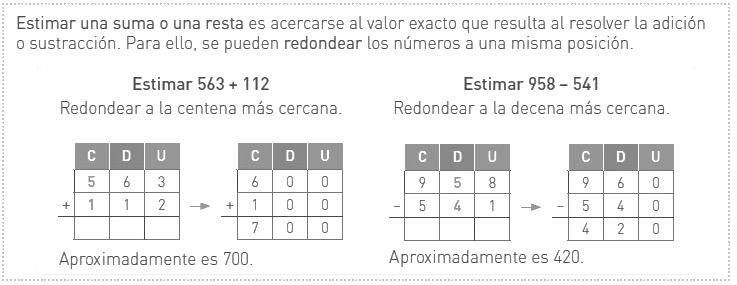 Estimar una suma o una resta es acercarse al valor exacto que resulta al resolver la adición
o sustracción. Para ello, se pueden redondear los números a una misma posición.
Estimar 563 + 112
Redondear a la centena más cercana.
C D U C D U
5 6 3 6 0 0
+ 1 1 2 → + 1 0 0
7 0 0
Aproximadamente es 700.
Estimar 958 – 541
Redondear a la decena más cercana.
C D U C D U
9 5 8 9 6 0
– 5 4 1 → – 5 4 0
4 2 0
Aproximadamente es 420.